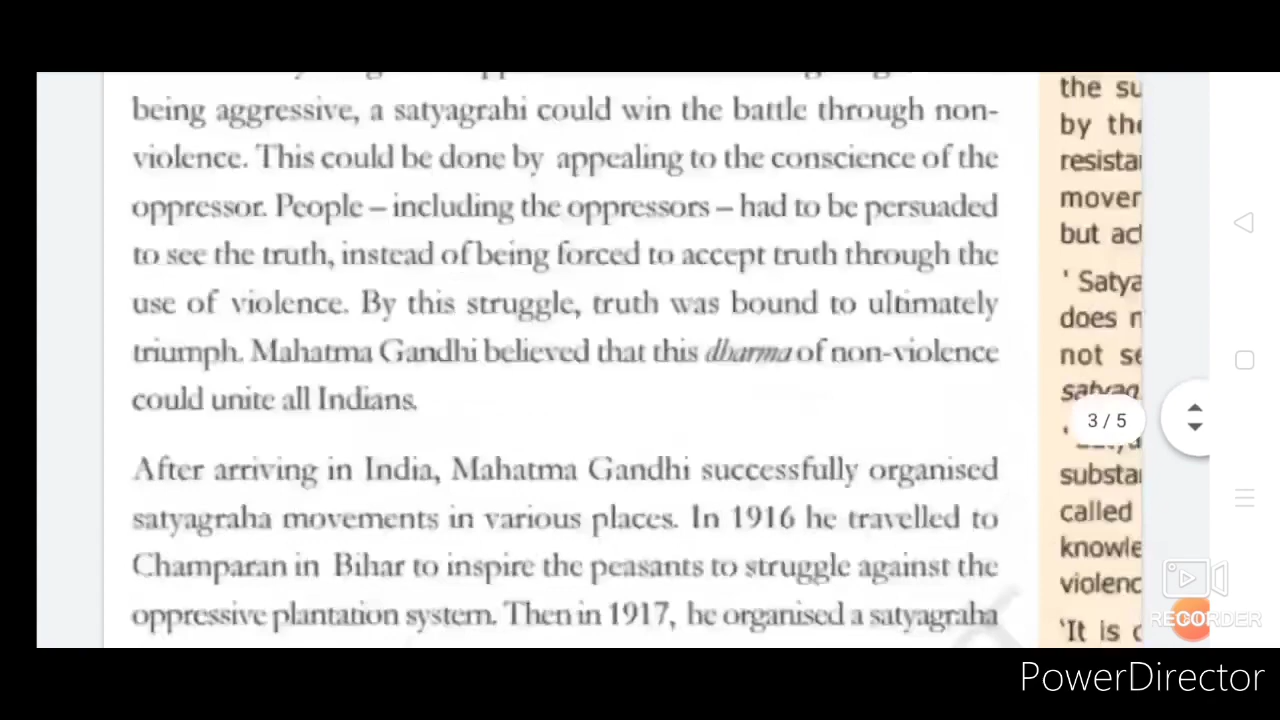 being aggressive, a satyagrahi could win the battle through non-
violence. This could be done by appealing to the conscience of the
oppressor. People – including the oppressors – had to be persuaded
to see the truth, instead of being forced to accept truth through the
use of violence. By this struggle, truth was bound to ultimately
triumph. Mahatma Gandhi believed that this dharma of non-violence
could unite all Indians.
After arriving in India, Mahatma Gandhi successfully organised
satyagraha movements in various places. In 1916 he travelled to
Champaran in Bihar to inspire the peasants to struggle against the
oppressive plantation system. Then in 1917, he organised a satyagraha
the su
by the
resista
mover
but act
' Satya
does n
not se
satyag
substa
called
knowle
violenc
'It is
3 / 5
RECORDER
PowerDirector